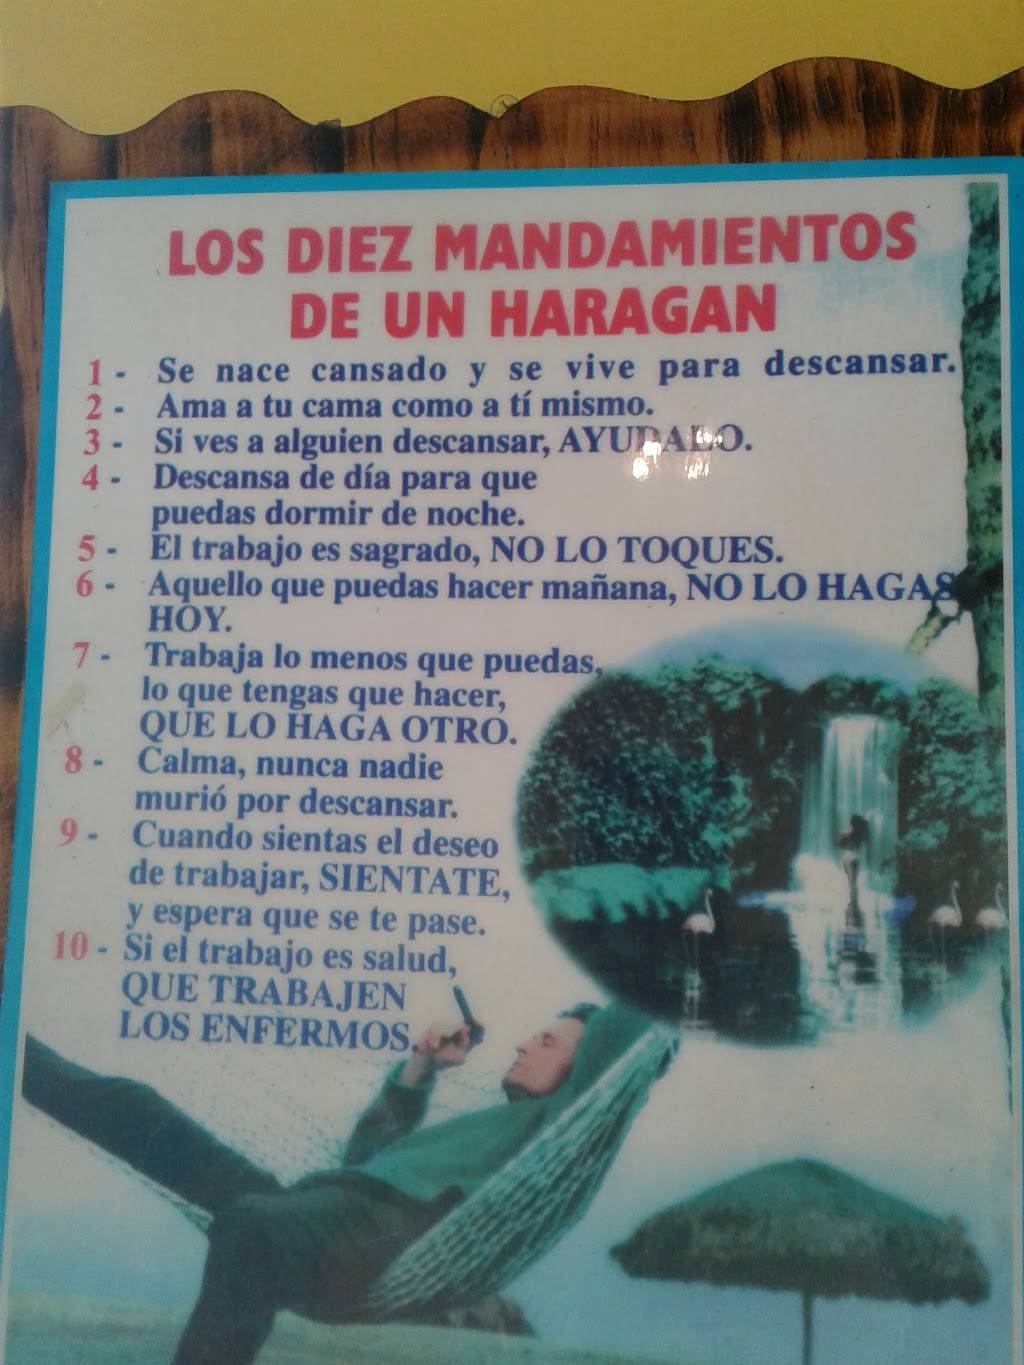 LOS DIEZ MANDAMIENTOS
DE UN HARAGAN
1 - Se nace cansado y se vive para descansar.
2 - Ama a tu cama como a tí mismo.
3 - Si ves a alguien descansar, AYUDALO.
4 - Descansa de día para que
puedas dormir de noche.
5 - El trabajo es sagrado, NO LO TOQUES.
6 - Aquello que puedas hacer mañana, NO LO HAGAS
HOY.
7 - Trabaja lo menos que puedas,
lo que tengas que hacer,
QUE LO HAGA OTRO.
8 - Calma, nunca nadie
murió por descansar.
9 - Cuando sientas el deseo
de trabajar, SIENTATE,
y espera que se te pase.
10 - Si el trabajo es salud,
QUE TRABAJEN
LOS ENFERMOS.